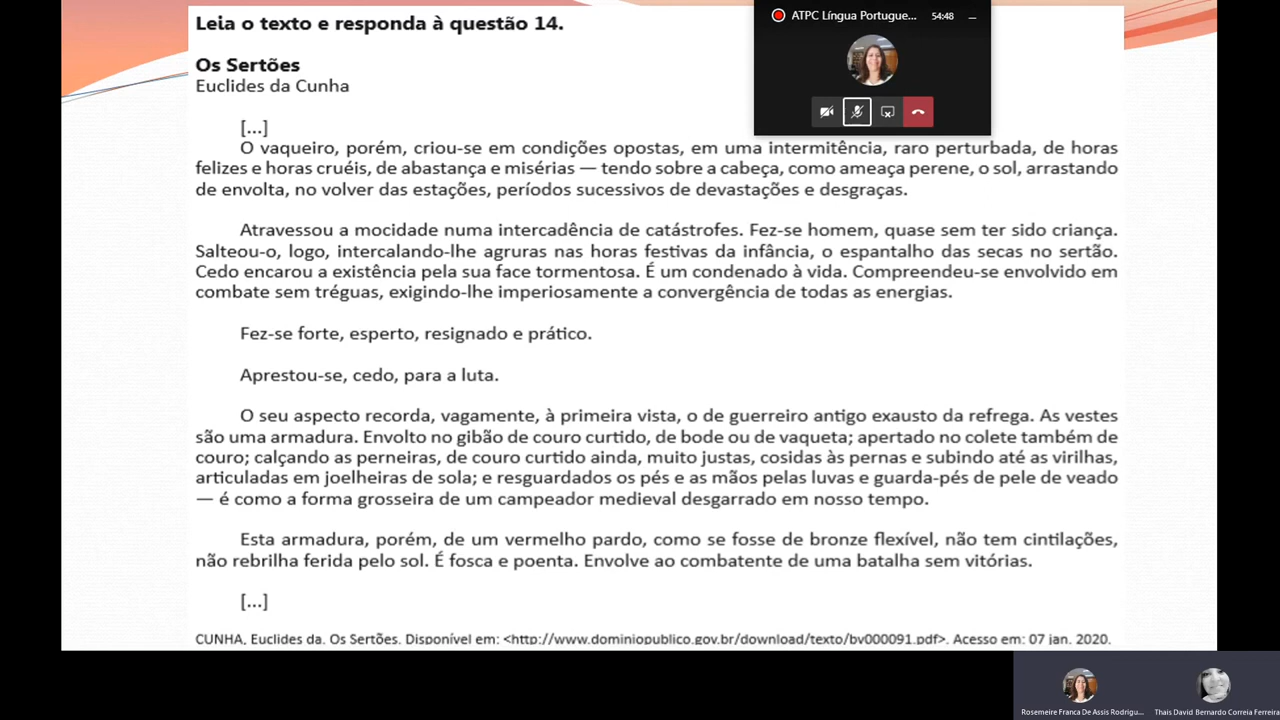 Leia o texto e responda à questão 14.
ATPC Língua Portugue... 54:48
Os Sertões
Euclides da Cunha
[...]
O vaqueiro, porém, criou-se em condições opostas, em uma intermitência, raro perturbada, de horas
felizes e horas cruéis, de abastança e misérias — tendo sobre a cabeça, como ameaça perene, o sol, arrastando
de envolta, no volver das estações, períodos sucessivos de devastações e desgraças.
Atravessou a mocidade numa intercadência de catástrofes. Fez-se homem, quase sem ter sido criança.
Salteou-o, logo, intercalando-lhe agruras nas horas festivas da infância, o espantalho das secas no sertão.
Cedo encarou a existência pela sua face tormentosa. É um condenado à vida. Compreendeu-se envolvido em
combate sem tréguas, exigindo-lhe imperiosamente a convergência de todas as energias.
Fez-se forte, esperto, resignado e prático.
Aprestou-se, cedo, para a luta.
O seu aspecto recorda, vagamente, à primeira vista, o de guerreiro antigo exausto da refrega. As vestes
são uma armadura. Envolto no gibão de couro curtido, de bode ou de vaqueta; apertado no colete também de
couro; calçando as perneiras, de couro curtido ainda, muito justas, cosidas às pernas e subindo até as virilhas,
articuladas em joelheiras de sola; e resguardados os pés e as mãos pelas luvas e guarda-pés de pele de veado
— é como a forma grosseira de um campeador medieval desgarrado em nosso tempo.
Esta armadura, porém, de um vermelho pardo, como se fosse de bronze flexível, não tem cintilações,
não rebrilha ferida pelo sol. É fosca e poenta. Envolve ao combatente de uma batalha sem vitórias.
[...]
CUNHA, Euclides da. Os Sertões. Disponível em: <http://www.dominiopublico.gov.br/download/texto/bv000091.pdf>. Acesso em: 07 jan. 2020.
Rosemeire Franca De Assis Rodrigu... Thais David Bernardo Correia Ferreira